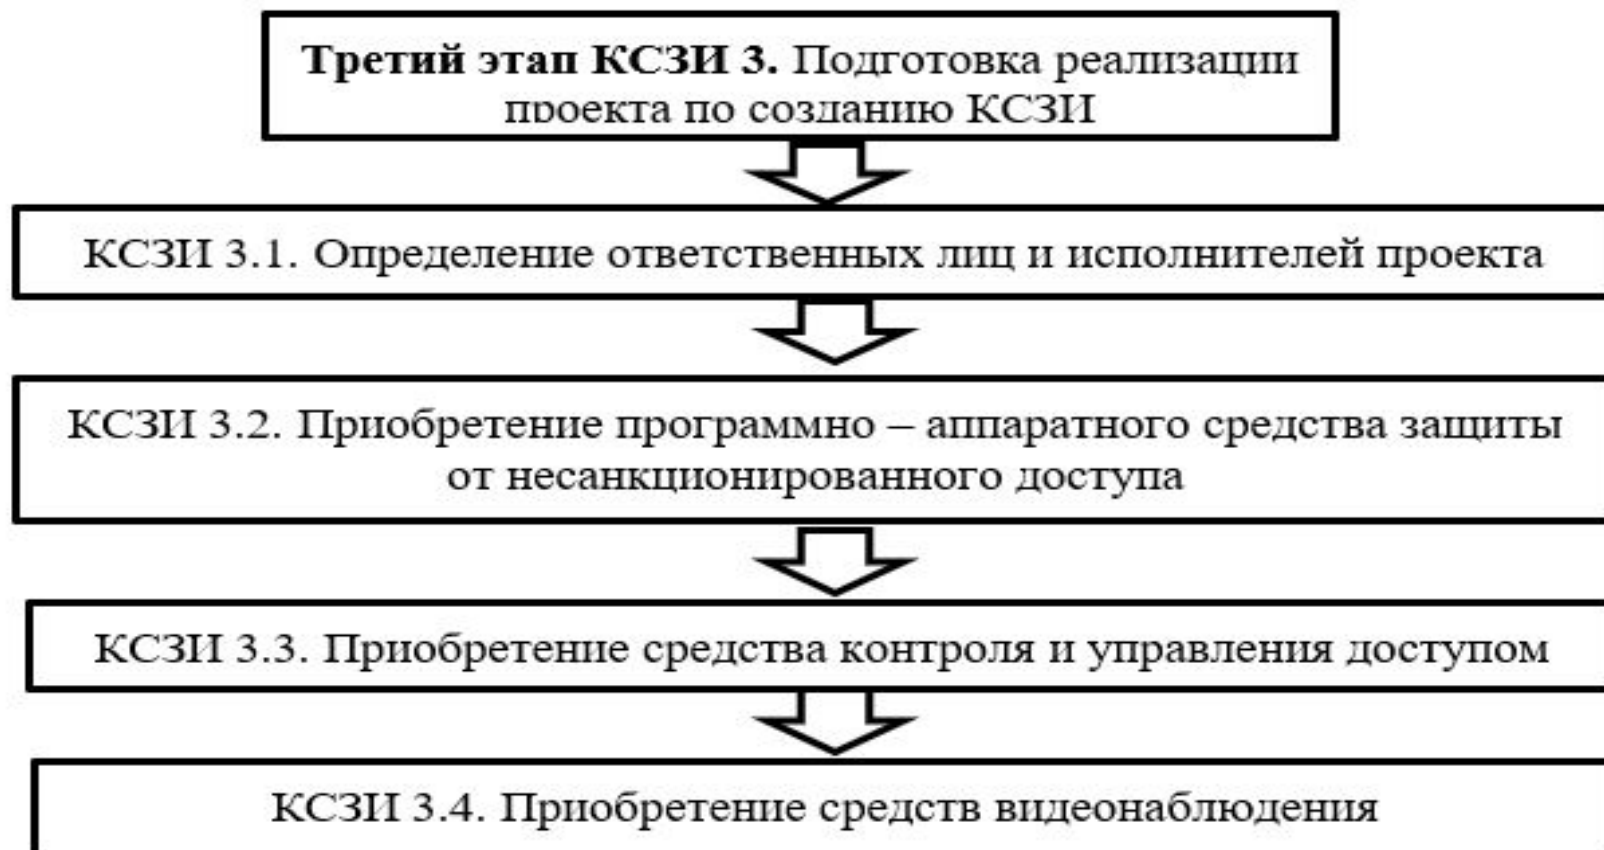 Третий этап КСЗИ 3. Подготовка реализации
проекта по созданию КСЗИ
КСЗИ 3.1. Определение ответственных лиц и исполнителей проекта
КСЗИ 3.2. Приобретение программно – аппаратного средства защиты
от несанкционированного доступа
КСЗИ 3.3. Приобретение средства контроля и управления доступом
КСЗИ 3.4. Приобретение средств видеонаблюдения